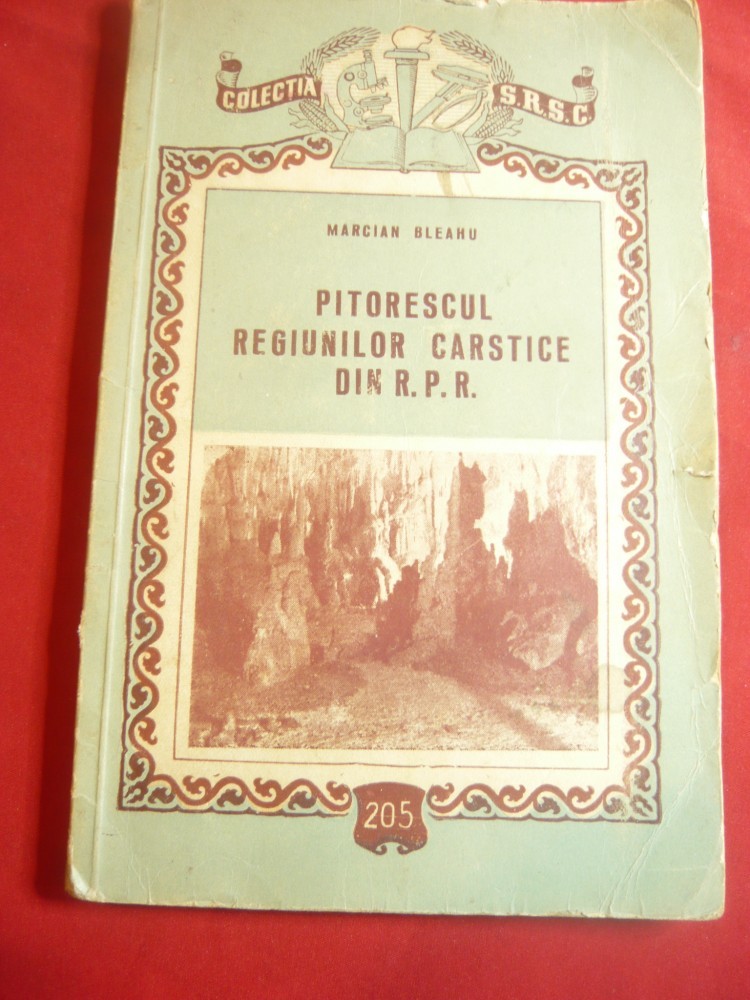 COLECȚIA S.R.S.C.
MARCIAN BLEAHU
PITORESCUL
REGIUNILOR CARSTICE
DIN R.P.R.
205